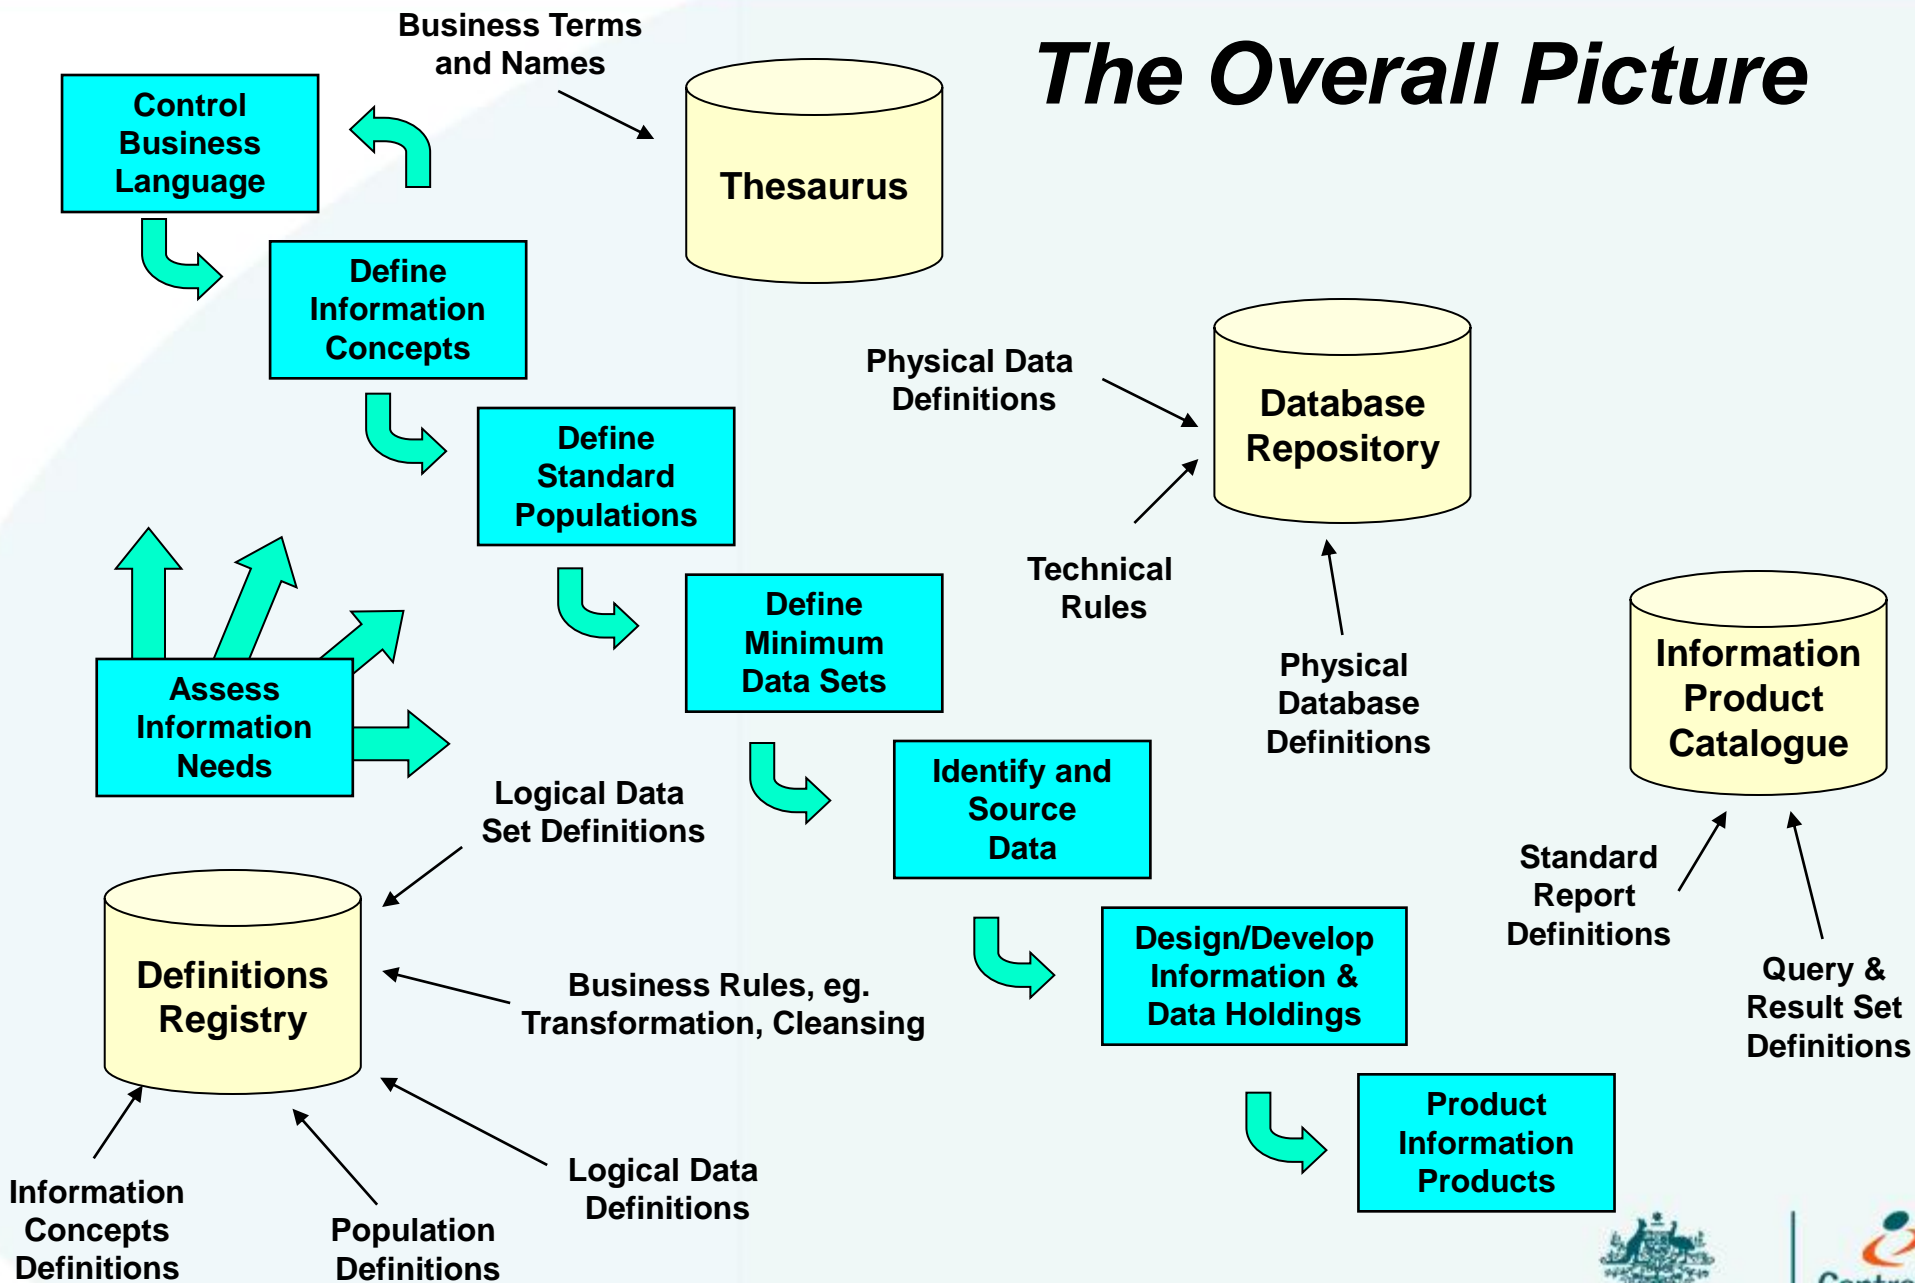 The Overall Picture
Business Terms
and Names
Control
Business
Language
Thesaurus
Define
Information
Concepts
Physical Data
Definitions
Database
Repository
Define
Standard
Populations
Technical
Rules
Define
Minimum
Data Sets
Physical
Database
Definitions
Information
Product
Catalogue
Assess
Information
Needs
Identify and
Source
Data
Logical Data
Set Definitions
Standard
Report
Definitions
Definitions
Registry
Business Rules, eg.
Transformation, Cleansing
Design/Develop
Information &
Data Holdings
Query &
Result Set
Definitions
Product
Information
Products
Logical Data
Definitions
Information
Concepts
Definitions
Population
Definitions